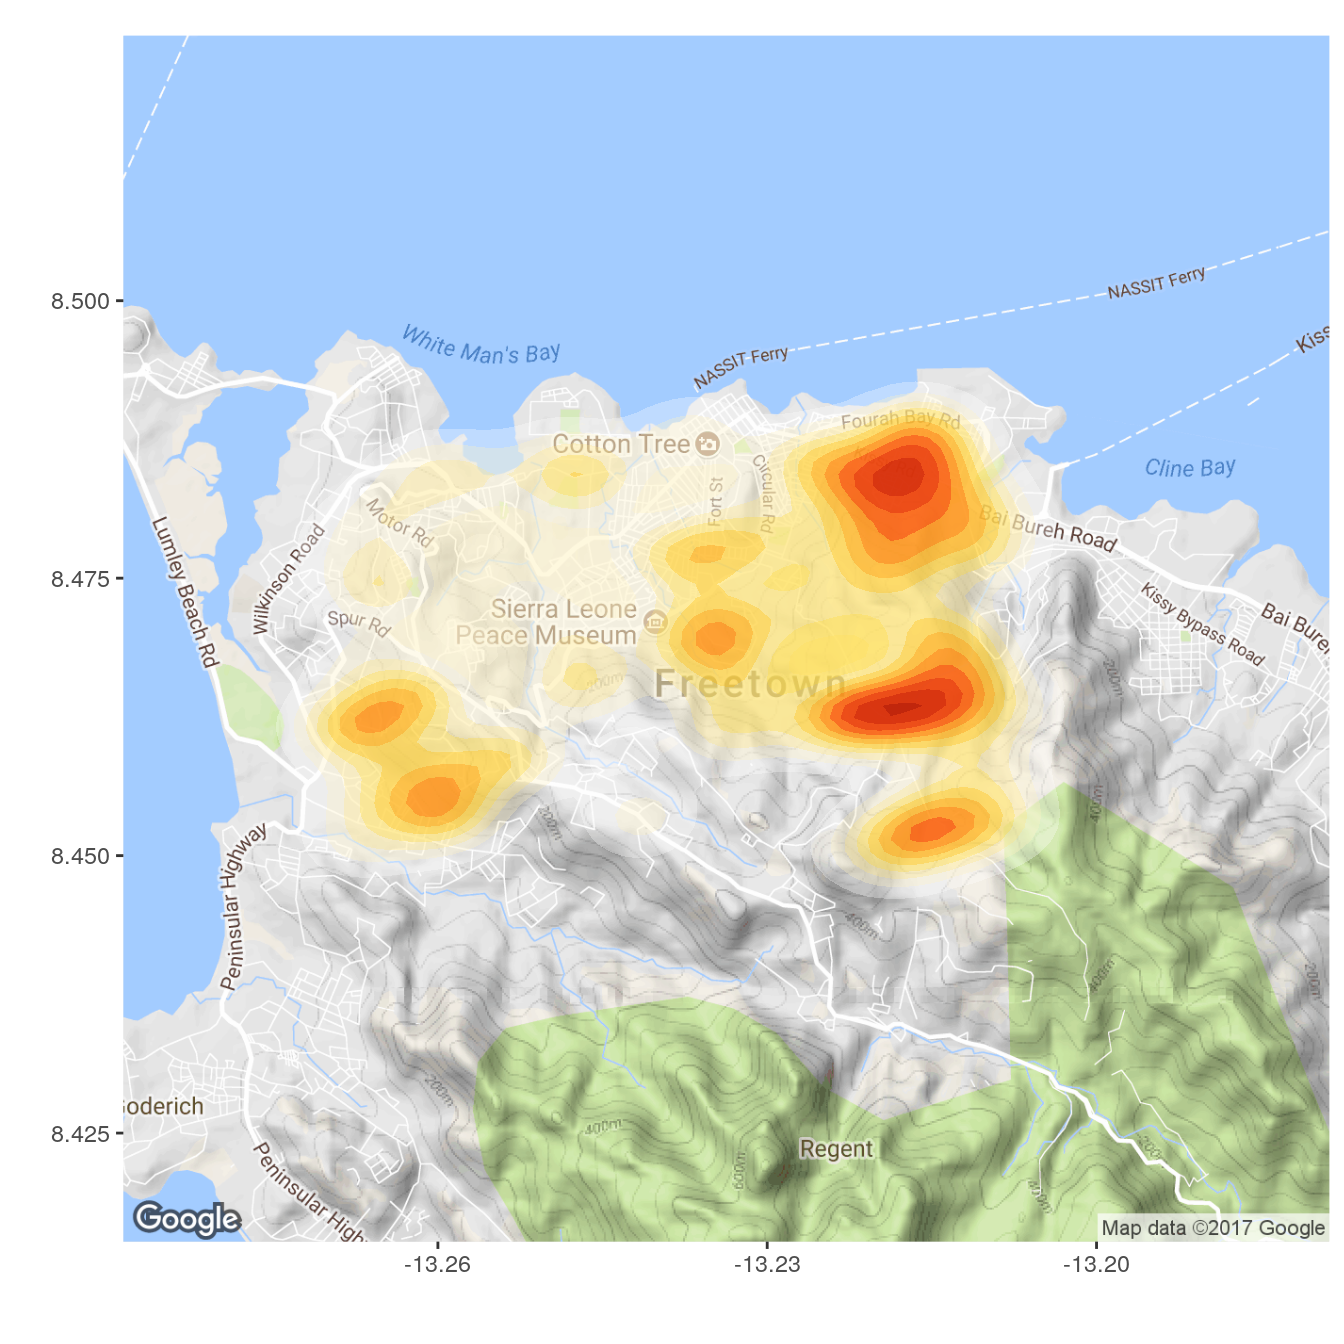 8.500
8.475
8.450
8.425
-13.26
-13.23
-13.20
White Man's Bay
NASSIT Ferry
NASSIT Ferry
Kiss
Cline Bay
Cotton Tree
Fourah Bay Rd
Circular Rd
Fort St
Motor Rd
Bai Bureh Road
Lumley Beach Rd
Wilkinson Road
Spur Rd
Sierra Leone
Peace Museum
Kissy Bypass Road
Bai Bure
200m
Freetown
200m
400m
200m
400m
Peninsular Highway
400m
200m
200m
400m
600m
400m
200m
oderich
Regent
Peninsular High
Google
Map data ©2017 Google